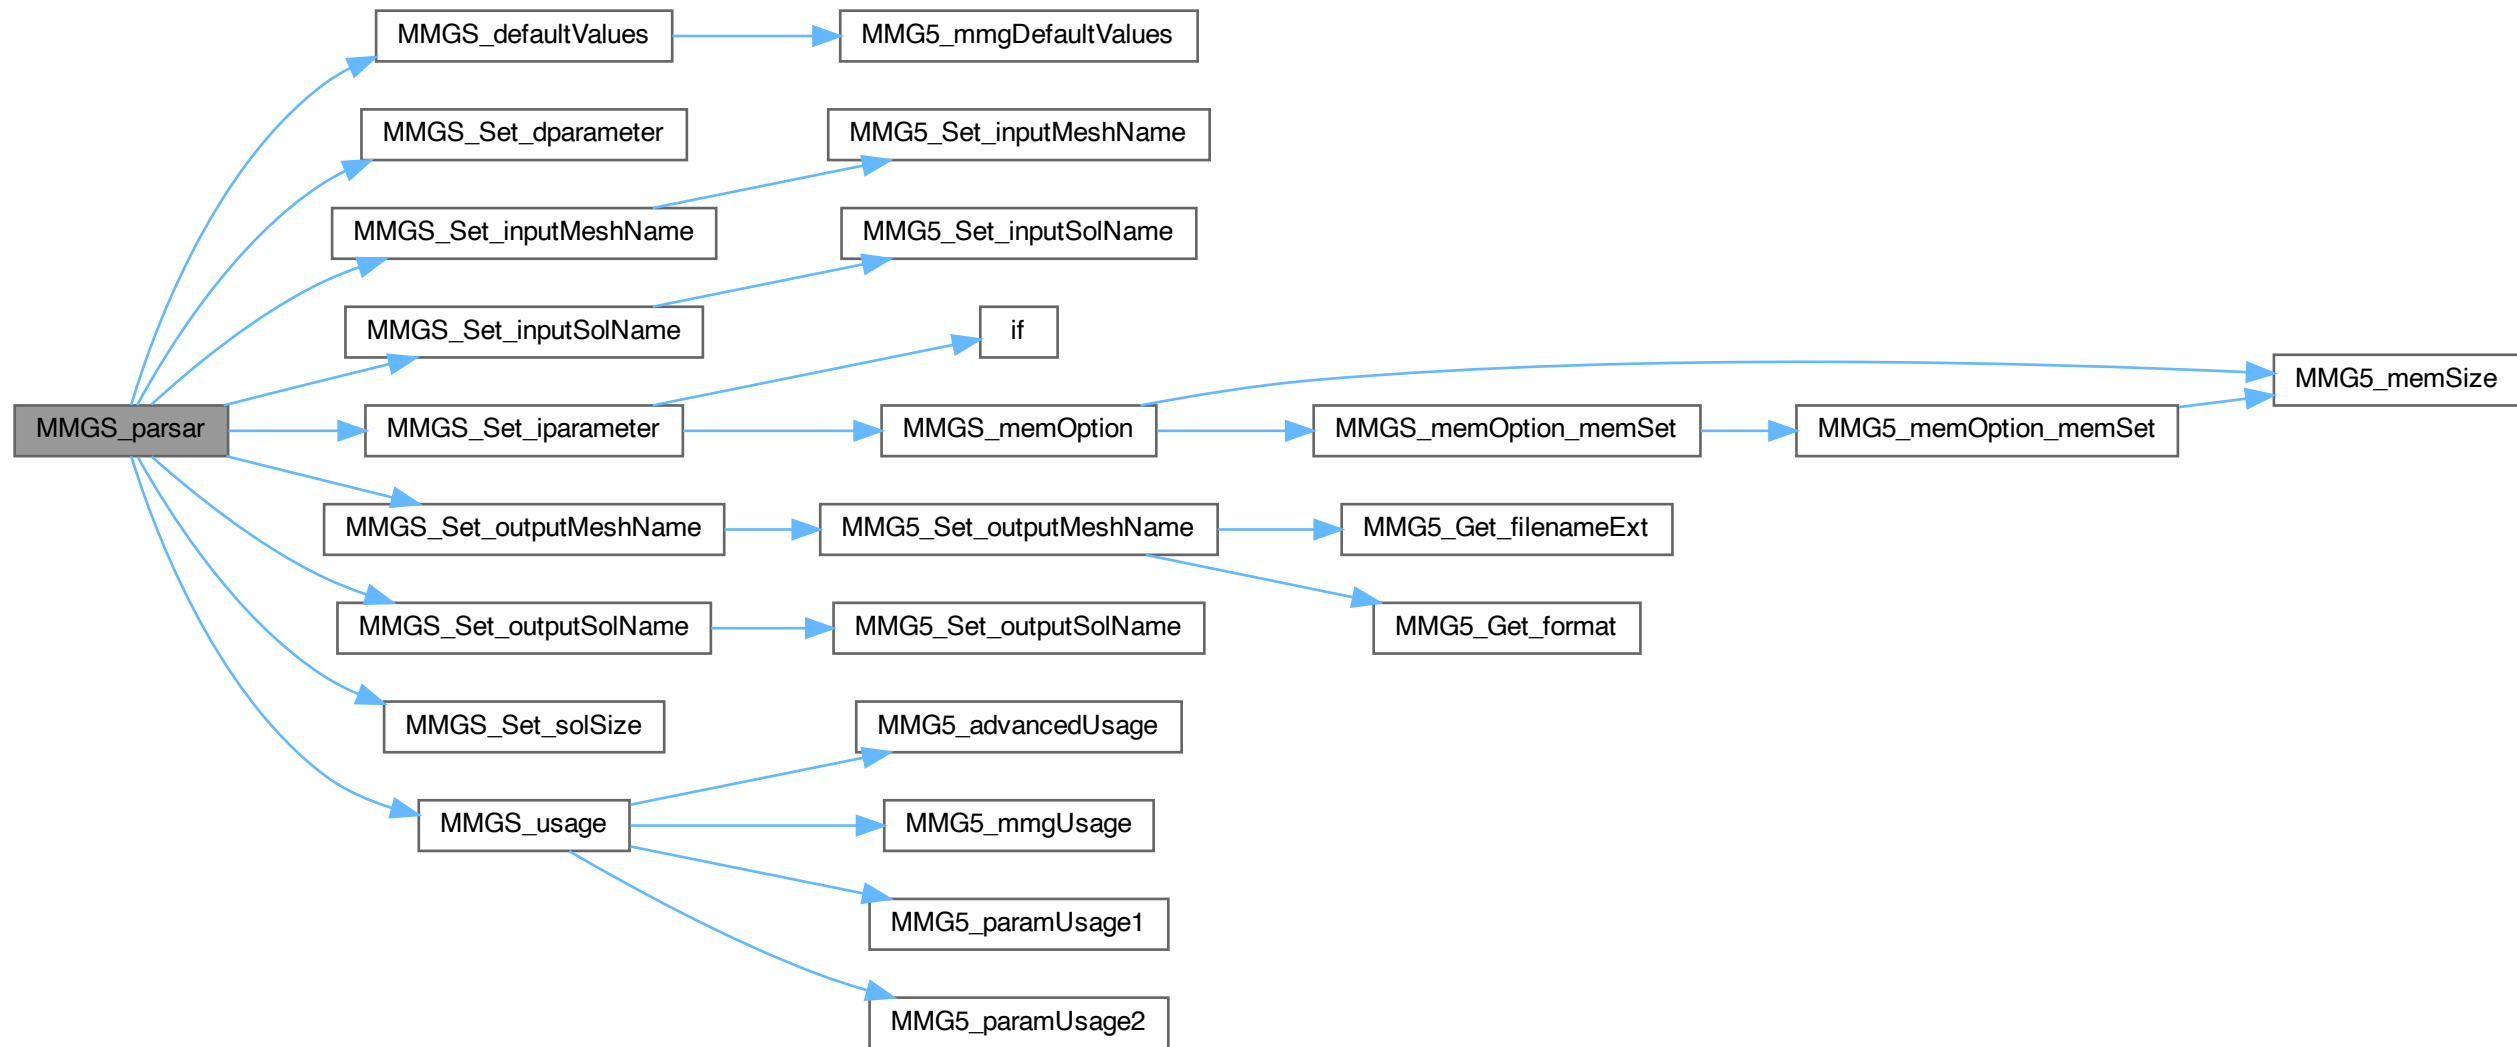 MMGS_defaultValues
MMG5_mmgDefaultValues
MMGS_Set_dparameter
MMG5_Set_inputMeshName
MMGS_Set_inputMeshName
MMG5_Set_inputSolName
MMGS_Set_inputSolName
if
MMG5_memSize
MMGS_parsar
MMGS_Set_iparameter
MMGS_memOption
MMGS_memOption_memSet
MMG5_memOption_memSet
MMGS_Set_outputMeshName
MMG5_Set_outputMeshName
MMG5_Get_filenameExt
MMGS_Set_outputSolName
MMG5_Set_outputSolName
MMG5_Get_format
MMGS_Set_solSize
MMG5_advancedUsage
MMGS_usage
MMG5_mmgUsage
MMG5_paramUsage1
MMG5_paramUsage2